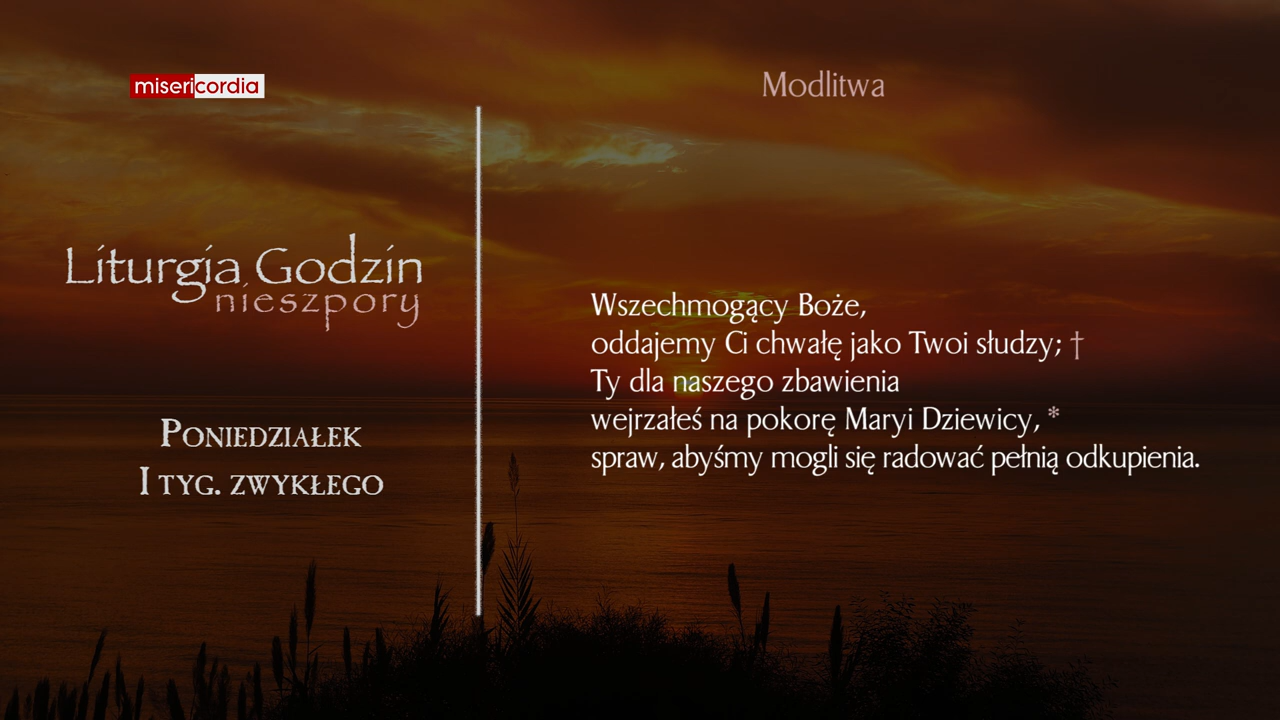 misericordia
Modlitwa
Liturgia Godzin
nieszpory
Poniedziałek
I tyg. zwykłego
Wszechmogący Boże,
oddajemy Ci chwałę jako Twoi słudzy; †
Ty dla naszego zbawienia
wejrzałeś na pokorę Maryi Dziewicy, *
spraw, abyśmy mogli się radować pełnią odkupienia.